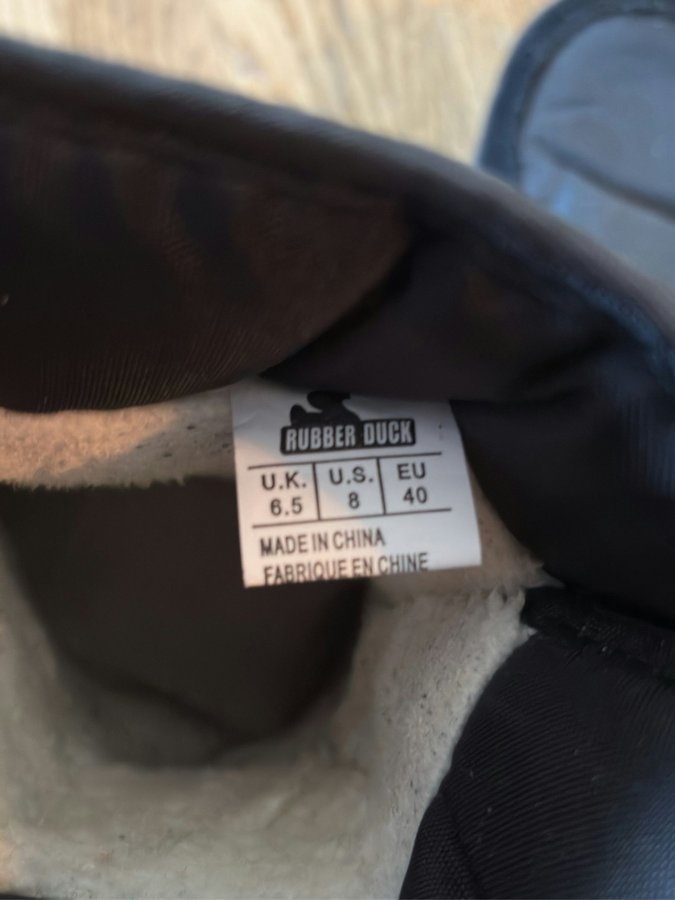 RUBBER DUCK
U.K. U.S. EU
6.5 8 40
MADE IN CHINA
FABRIQUE EN CHINE